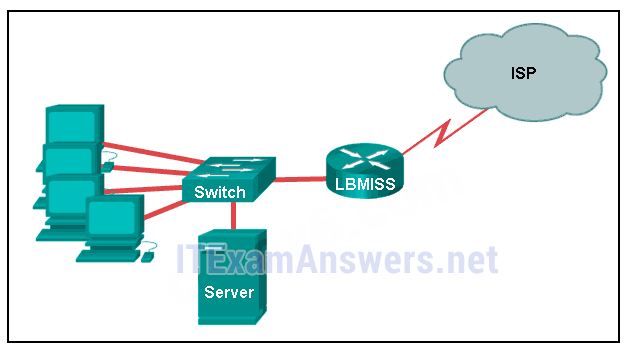 ISP
Switch
LBMISS
ITExamAnswers.net
Server